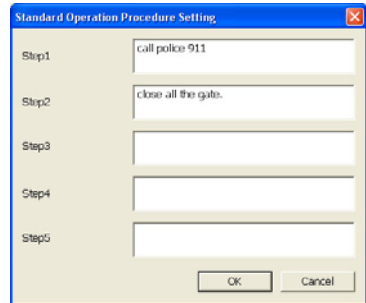 Standard Operation Procedure Setting
Step1 call police 911
Step2 close all the gate.
Step3
Step4
Step5
OK Cancel